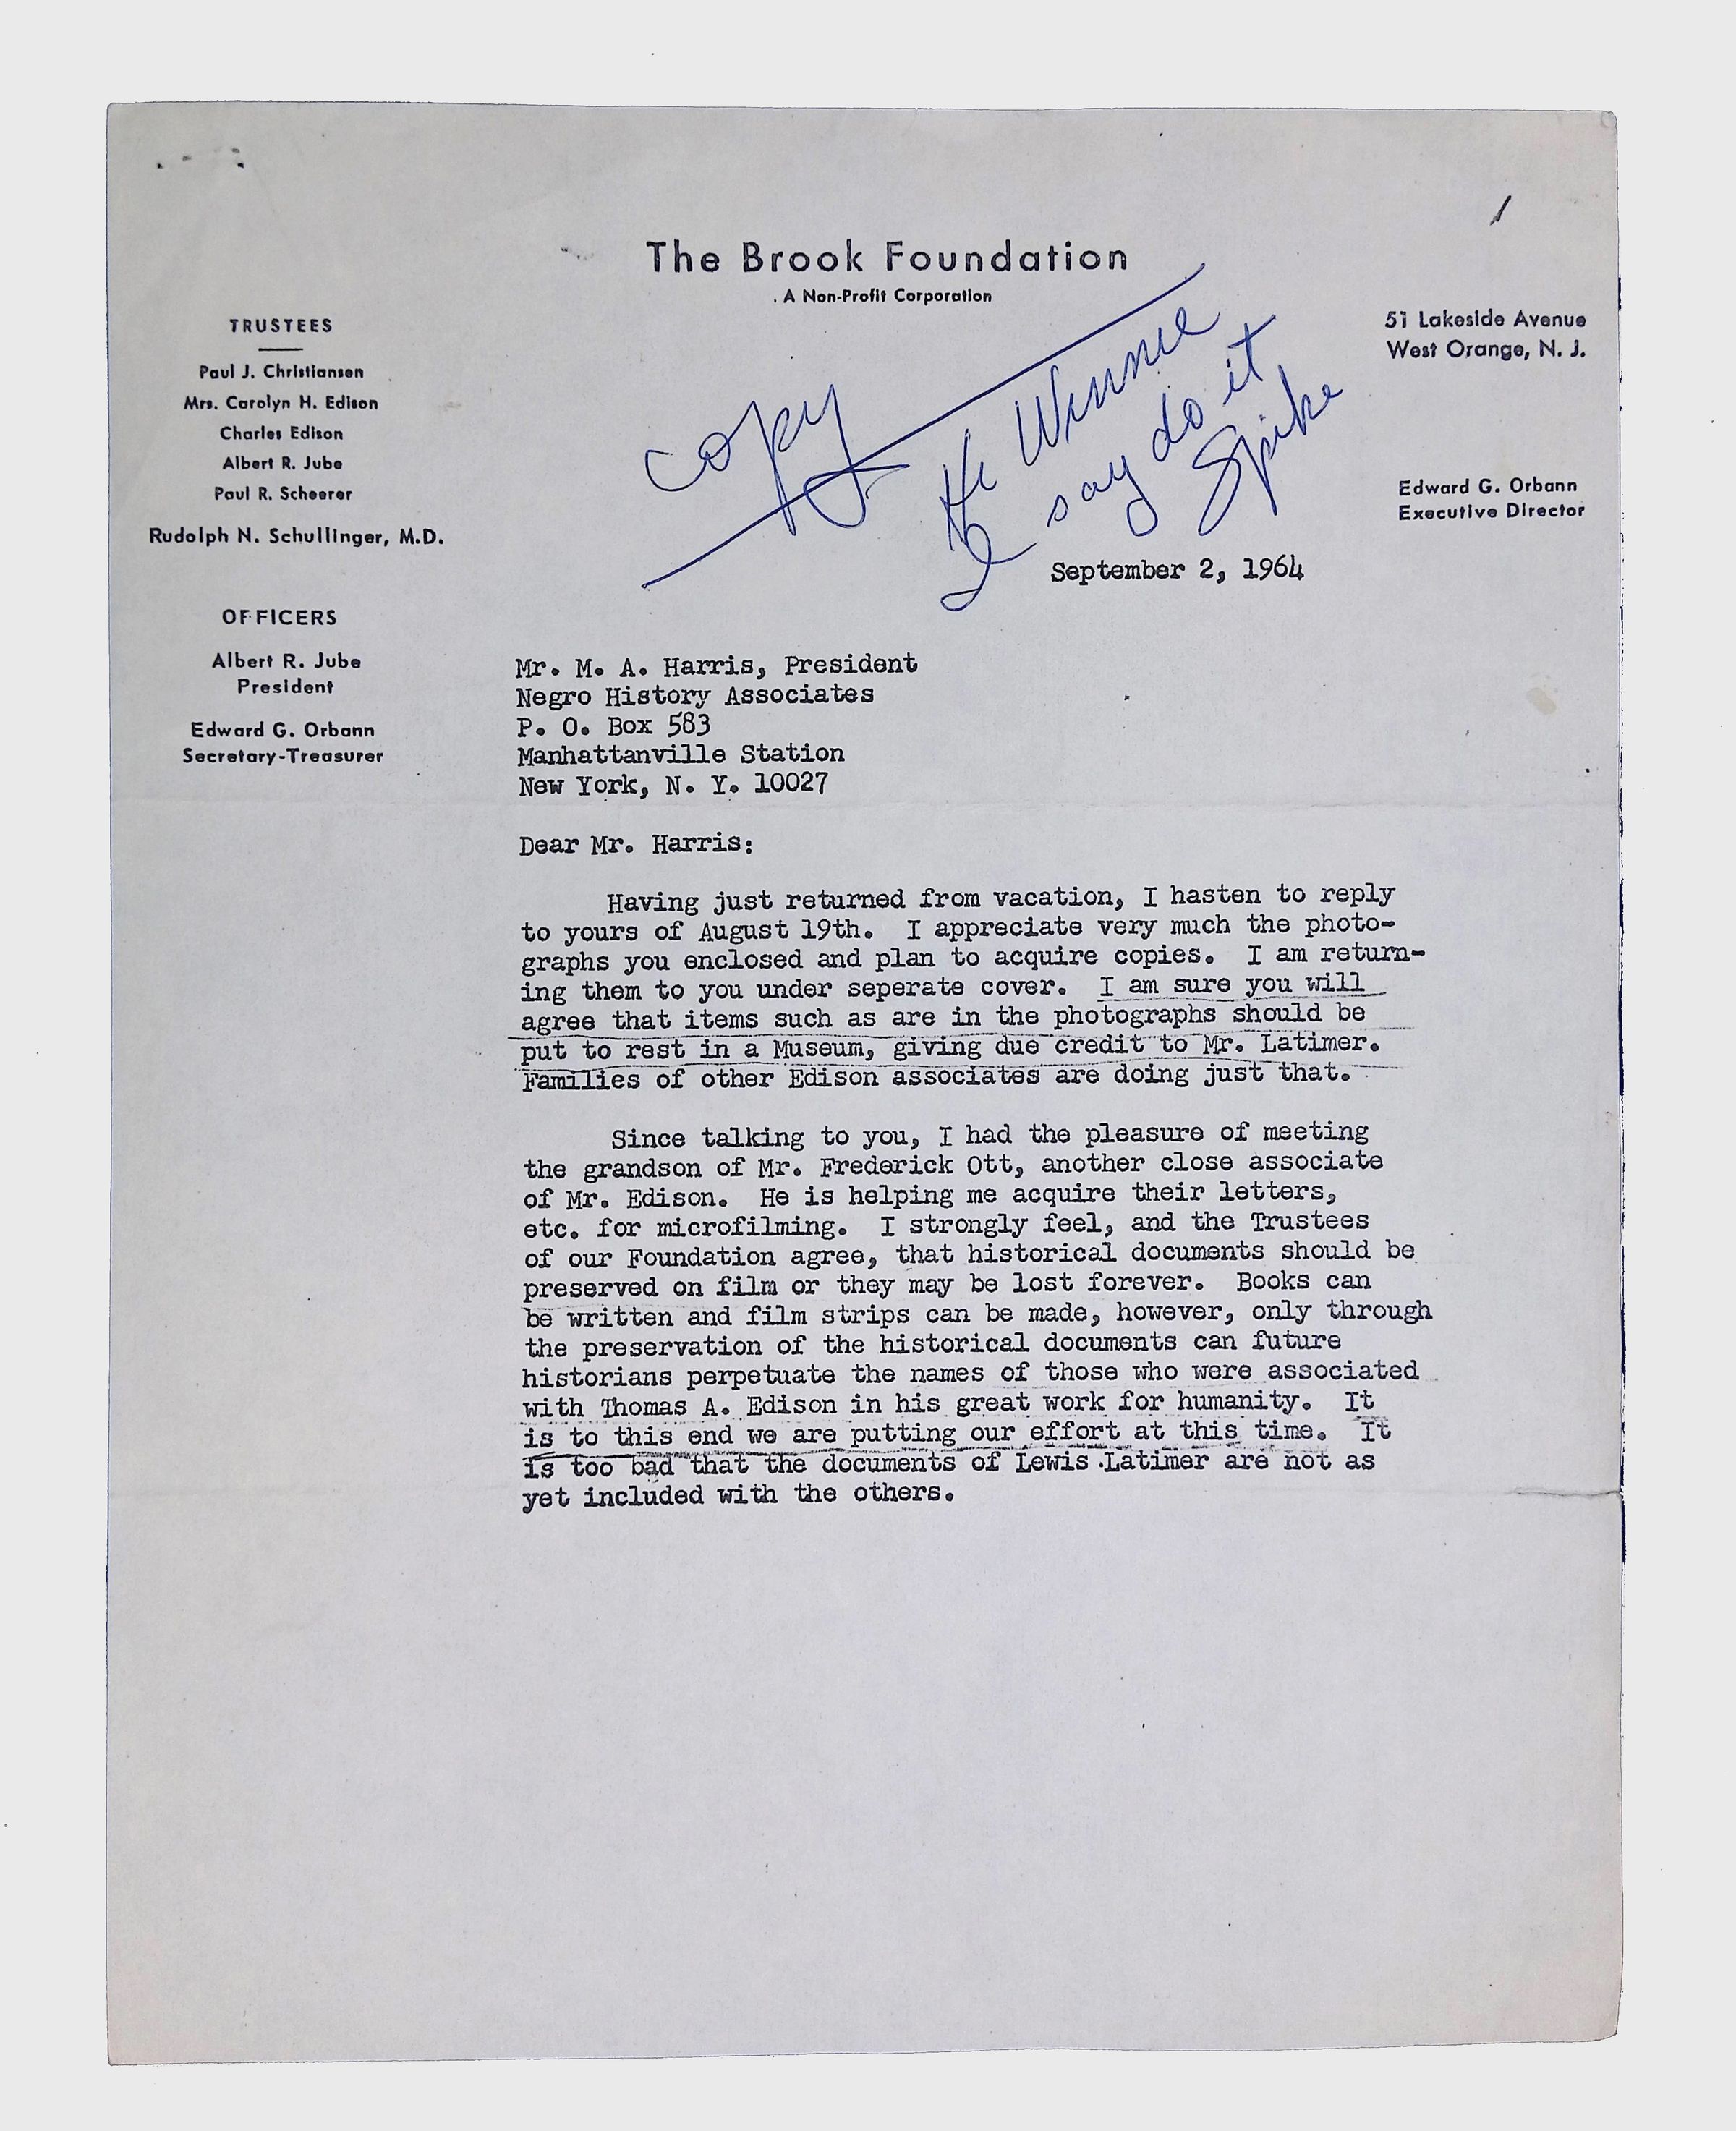 The Brook Foundation
A Non-Profit Corporation
TRUSTEES
Paul J. Christiansen
Mrs. Carolyn H. Edison
Charles Edison
Albert R. Jube
Paul R. Scheerer
Rudolph N. Schullinger, M.D.
OFFICERS
Albert R. Jube
President
Edward G. Orbann
Secretary-Treasurer
51 Lakeside Avenue
West Orange, N. J.
Edward G. Orbann
Executive Director
copy
Hi Winnie
I say do it
Spike
September 2, 1964
Mr. M. A. Harris, President
Negro History Associates
P. O. Box 583
Manhattanville Station
New York, N. Y. 10027
Dear Mr. Harris:
Having just returned from vacation, I hasten to reply
to yours of August 19th. I appreciate very much the photo-
graphs you enclosed and plan to acquire copies. I am return-
ing them to you under seperate cover. I am sure you will
agree that items such as are in the photographs should be
put to rest in a Museum, giving due credit to Mr. Latimer.
Families of other Edison associates are doing just that.
Since talking to you, I had the pleasure of meeting
the grandson of Mr. Frederick Ott, another close associate
of Mr. Edison. He is helping me acquire their letters,
etc. for microfilming. I strongly feel, and the Trustees
of our Foundation agree, that historical documents should be
preserved on film or they may be lost forever. Books can
be written and film strips can be made, however, only through
the preservation of the historical documents can future
historians perpetuate the names of those who were associated
with Thomas A. Edison in his great work for humanity. It
is to this end we are putting our effort at this time. It
is too bad that the documents of Lewis Latimer are not as
yet included with the others.